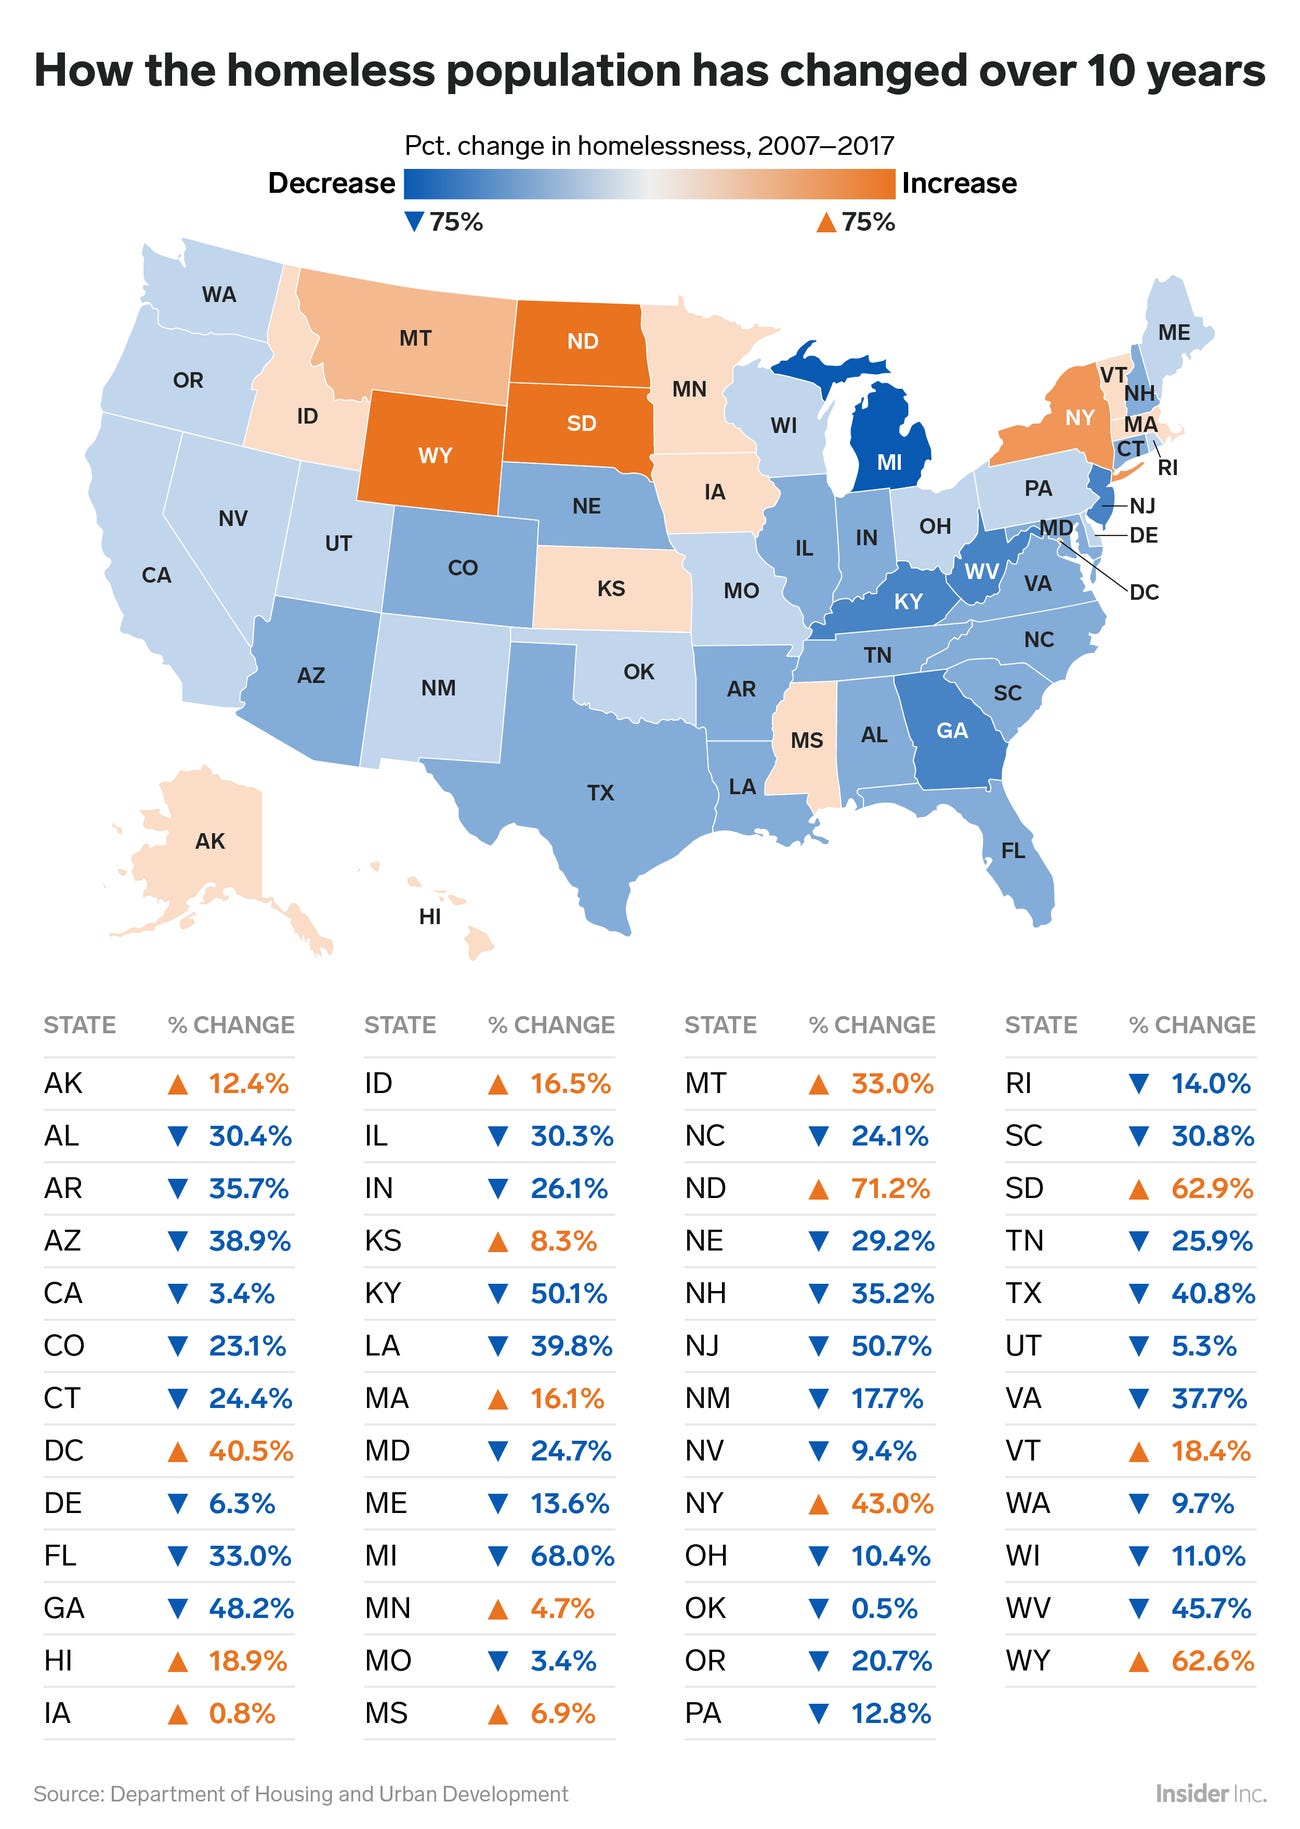 How the homeless population has changed over 10 years
Pct. change in homelessness, 2007–2017
Decrease Increase
▼ 75% ▲ 75%
WA
MT
ND
MN
ME
OR
ID
SD
WI
VT
NH
NY
MA
WY
MI
CT
RI
NE
IA
PA
NJ
NV
UT
CO
IL
IN
OH
MD
DE
CA
KS
MO
WV
VA
DC
KY
NC
AZ
NM
OK
TN
AR
SC
MS
AL
GA
TX
LA
AK
FL
HI
STATE % CHANGE STATE % CHANGE STATE % CHANGE STATE % CHANGE
AK ▲ 12.4% ID ▲ 16.5% MT ▲ 33.0% RI ▼ 14.0%
AL ▼ 30.4% IL ▼ 30.3% NC ▼ 24.1% SC ▼ 30.8%
AR ▼ 35.7% IN ▼ 26.1% ND ▲ 71.2% SD ▲ 62.9%
AZ ▼ 38.9% KS ▲ 8.3% NE ▼ 29.2% TN ▼ 25.9%
CA ▼ 3.4% KY ▼ 50.1% NH ▼ 35.2% TX ▼ 40.8%
CO ▼ 23.1% LA ▼ 39.8% NJ ▼ 50.7% UT ▼ 5.3%
CT ▼ 24.4% MA ▲ 16.1% NM ▼ 17.7% VA ▼ 37.7%
DC ▲ 40.5% MD ▼ 24.7% NV ▼ 9.4% VT ▲ 18.4%
DE ▼ 6.3% ME ▼ 13.6% NY ▲ 43.0% WA ▼ 9.7%
FL ▼ 33.0% MI ▼ 68.0% OH ▼ 10.4% WI ▼ 11.0%
GA ▼ 48.2% MN ▲ 4.7% OK ▼ 0.5% WV ▼ 45.7%
HI ▲ 18.9% MO ▼ 3.4% OR ▼ 20.7% WY ▲ 62.6%
IA ▲ 0.8% MS ▲ 6.9% PA ▼ 12.8%
Source: Department of Housing and Urban Development Insider Inc.